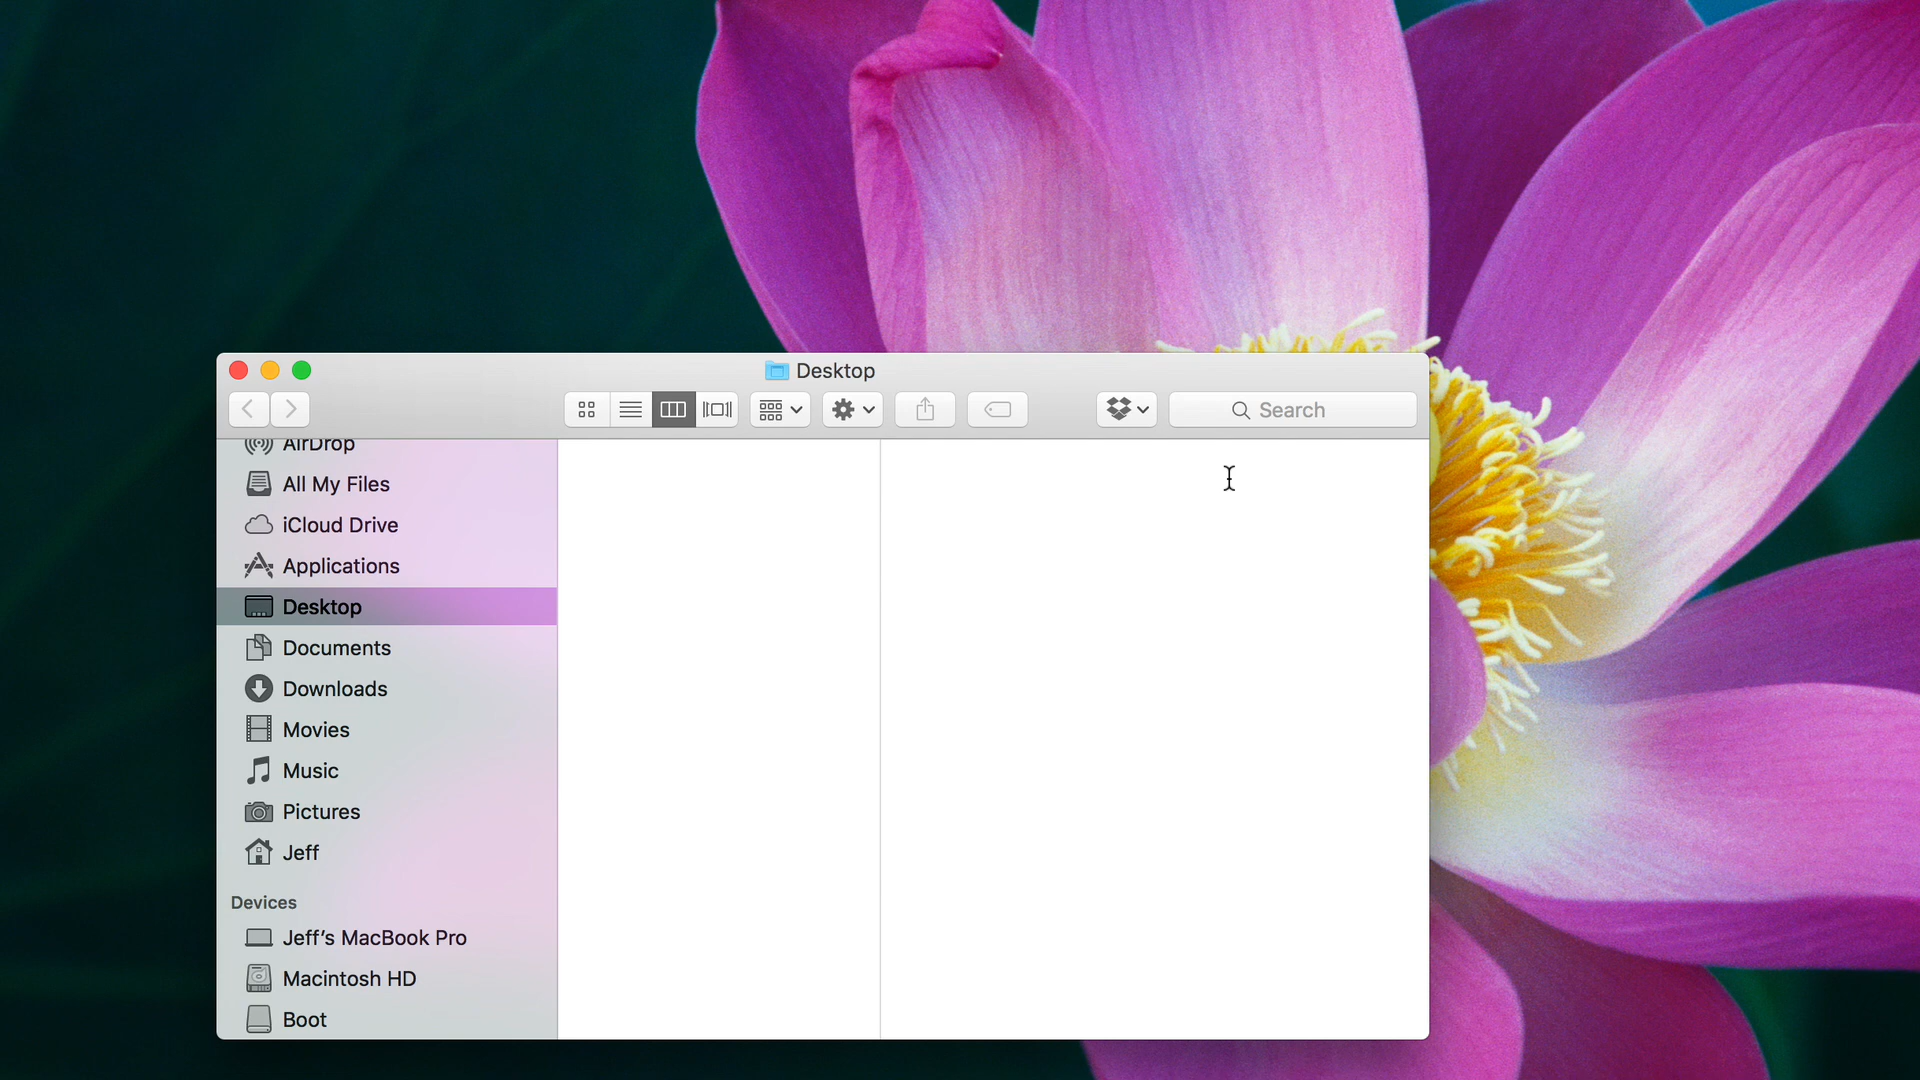 Desktop
Search
AirDrop
All My Files
iCloud Drive
Applications
Desktop
Documents
Downloads
Movies
Music
Pictures
Jeff
Devices
Jeff’s MacBook Pro
Macintosh HD
Boot